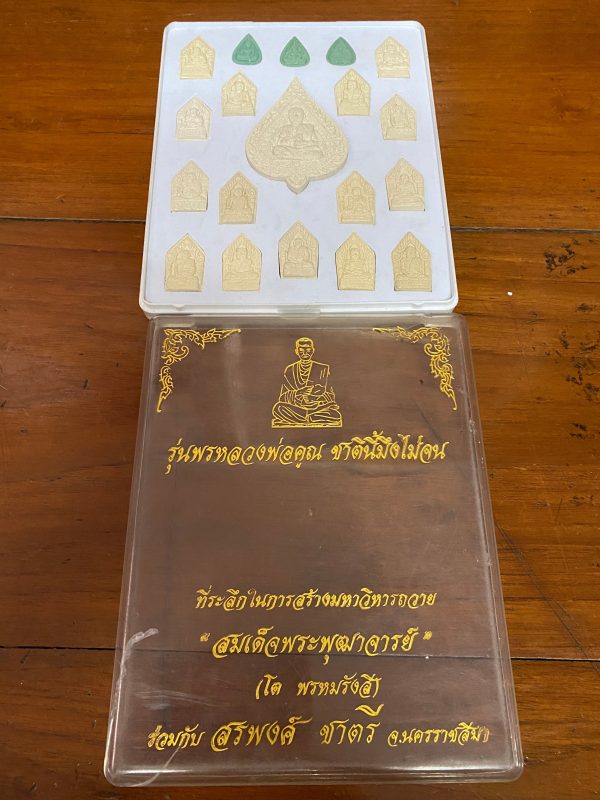 รุ่นพรหลวงพ่อคูณ ชาตินี้มึงไม่จน
ที่ระลึกในการสร้างมหาวิหารถวาย
" สมเด็จพระพุฒาจารย์ "
(โต พรหมรังสี)
ร่วมกับ สรพงศ์ ชาตรี จ.นครราชสีมา